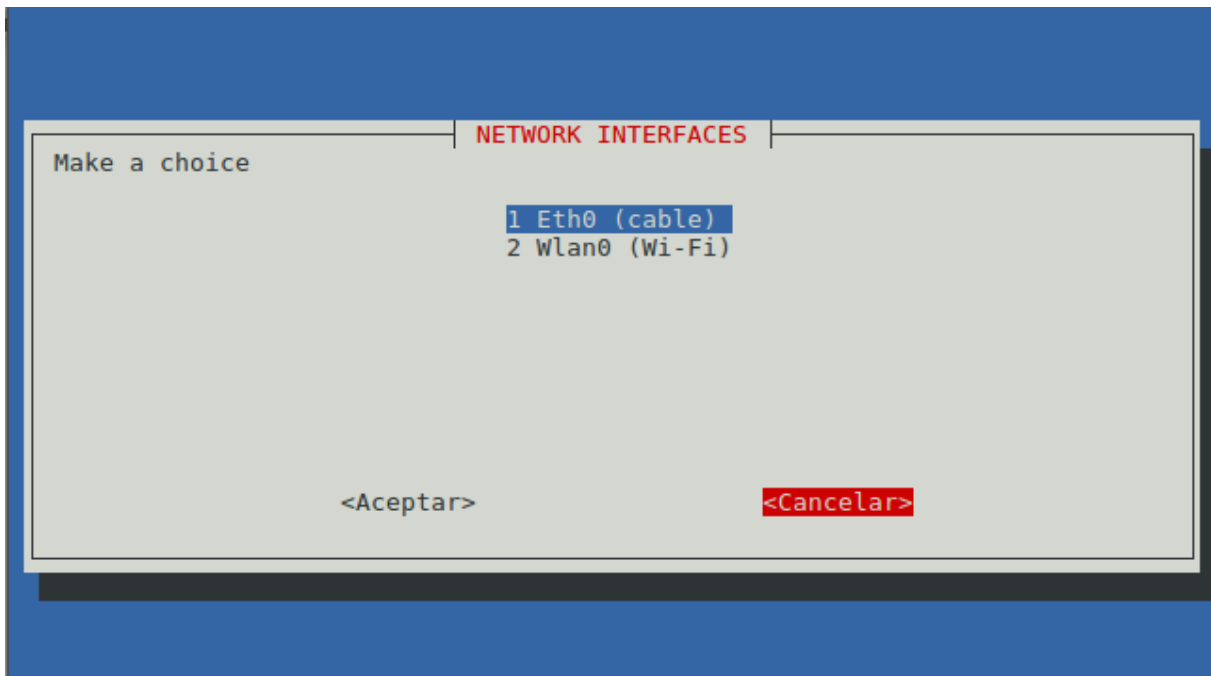 NETWORK INTERFACES
Make a choice
1 Eth0 (cable)
2 Wlan0 (Wi-Fi)
<Aceptar> <Cancelar>